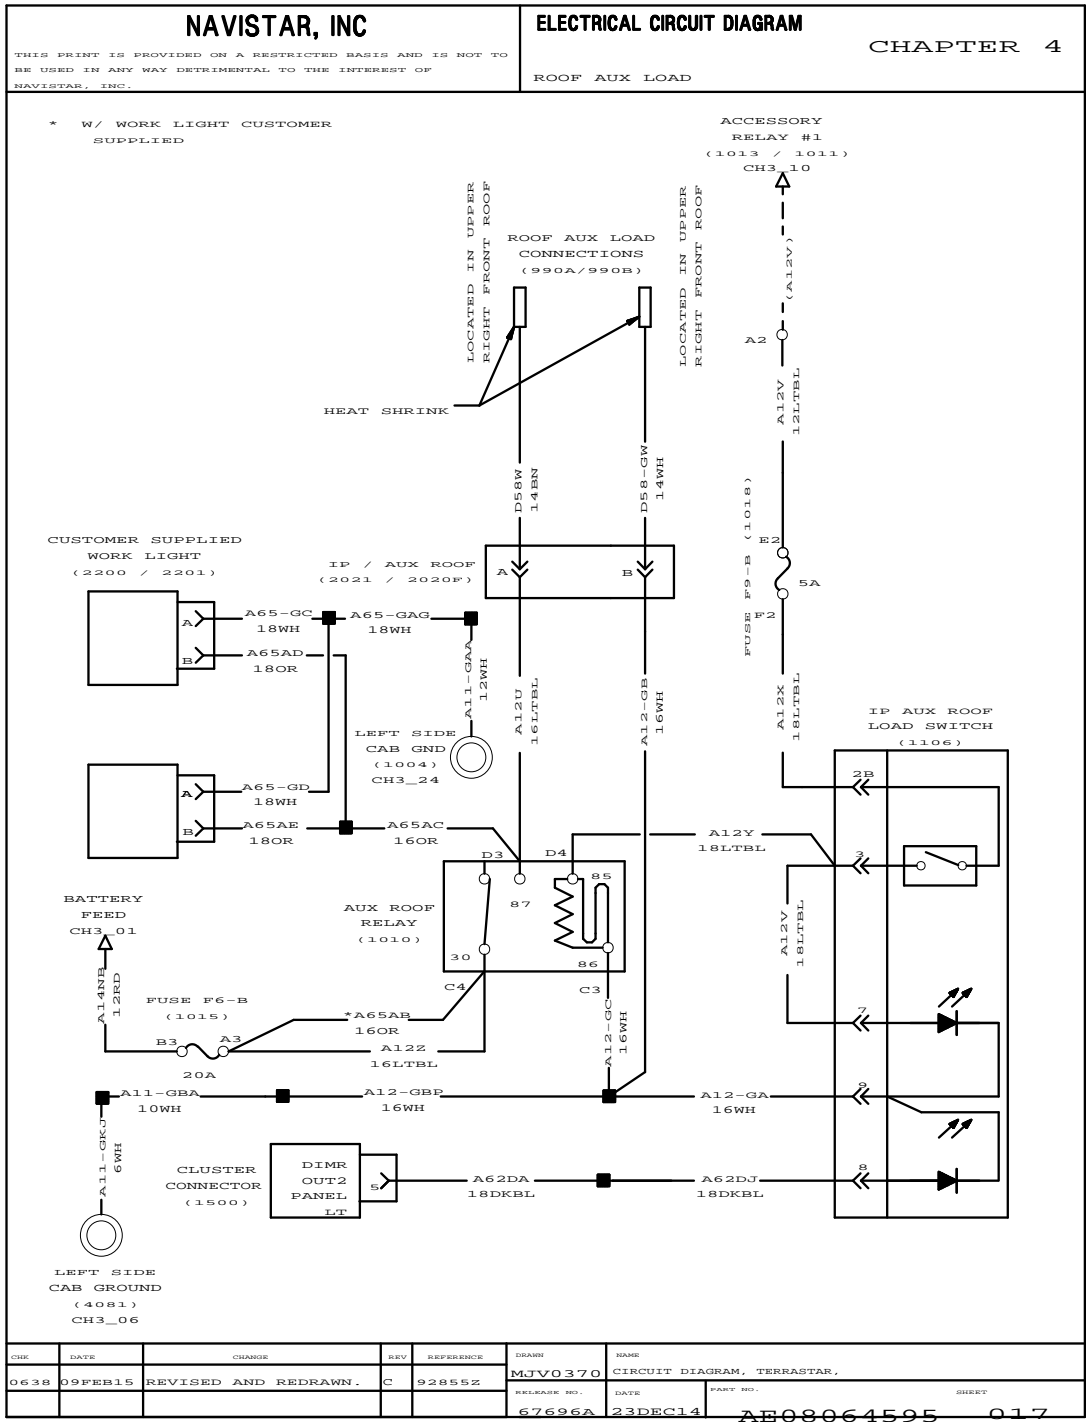 NAVISTAR, INC
THIS PRINT IS PROVIDED ON A RESTRICTED BASIS AND IS NOT TO
BE USED IN ANY WAY DETRIMENTAL TO THE INTEREST OF
NAVISTAR, INC.
ELECTRICAL CIRCUIT DIAGRAM
CHAPTER 4
ROOF AUX LOAD
* W/ WORK LIGHT CUSTOMER
SUPPLIED
ACCESSORY
RELAY #1
(1013 / 1011)
CH3_10
LOCATED IN UPPER
RIGHT FRONT ROOF
ROOF AUX LOAD
CONNECTIONS
(990A/990B)
LOCATED IN UPPER
RIGHT FRONT ROOF
(A12V)
A2
A12V
12LTBL
HEAT SHRINK
D58W
14BN
D58-GW
14WH
FUSE F9-B (1018)
E2
5A
F2
CUSTOMER SUPPLIED
WORK LIGHT
(2200 / 2201)
IP / AUX ROOF
(2021 / 2020F)
A
B
A
A65-GC
18WH
A65-GAG
18WH
B
A65AD
18OR
A11-GAA
12WH
A12U
16LTBL
A12-GB
16WH
A12X
18LTBL
LEFT SIDE
CAB GND
(1004)
CH3_24
IP AUX ROOF
LOAD SWITCH
(1106)
2B
A
A65-GD
18WH
B
A65AE
18OR
A65AC
16OR
A12Y
18LTBL
3
D3
D4
85
87
AUX ROOF
RELAY
(1010)
30
86
C4
C3
A12V
18LTBL
BATTERY
FEED
CH3_01
A14NB
12RD
FUSE F6-B
(1015)
*A65AB
16OR
A12-GC
16WH
7
B3
A3
20A
A12Z
16LTBL
A11-GBA
10WH
A12-GBP
16WH
A12-GA
16WH
9
A11-GKJ
6WH
CLUSTER
CONNECTOR
(1500)
DIMR
OUT2
PANEL
LT
5
A62DA
18DKBL
A62DJ
18DKBL
8
LEFT SIDE
CAB GROUND
(4081)
CH3_06
CHK DATE CHANGE REV REFERENCE
0638 09FEB15 REVISED AND REDRAWN. C 92855Z
DRAWN
MJV0370
NAME
CIRCUIT DIAGRAM, TERRASTAR,
RELEASE NO.
67696A
DATE
23DEC14
PART NO.
AE08064595
SHEET
017